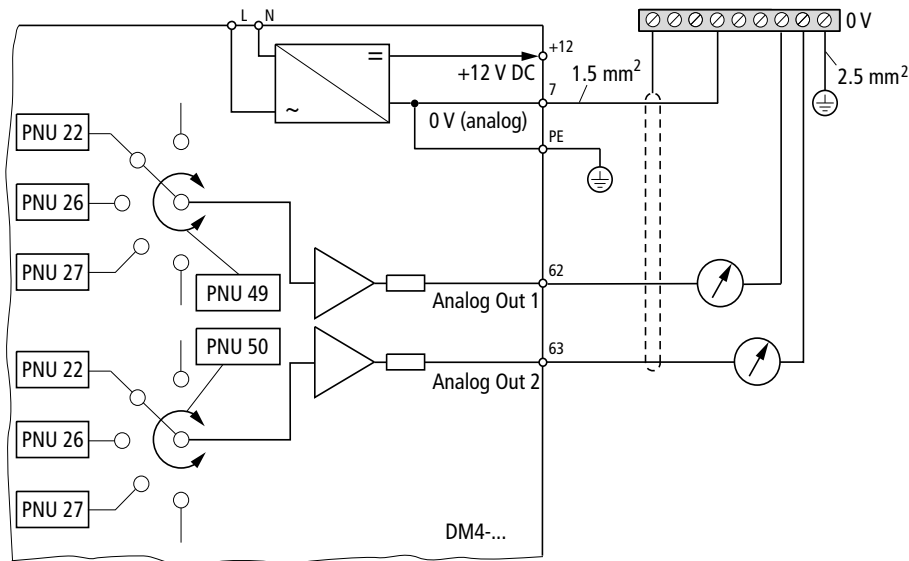 L N
0 V
+12
+12 V DC
=
~
1.5 mm²
2.5 mm²
7
0 V (analog)
PE
PNU 22
PNU 26
PNU 27
PNU 49
62
Analog Out 1
PNU 50
63
Analog Out 2
PNU 22
PNU 26
PNU 27
DM4-...